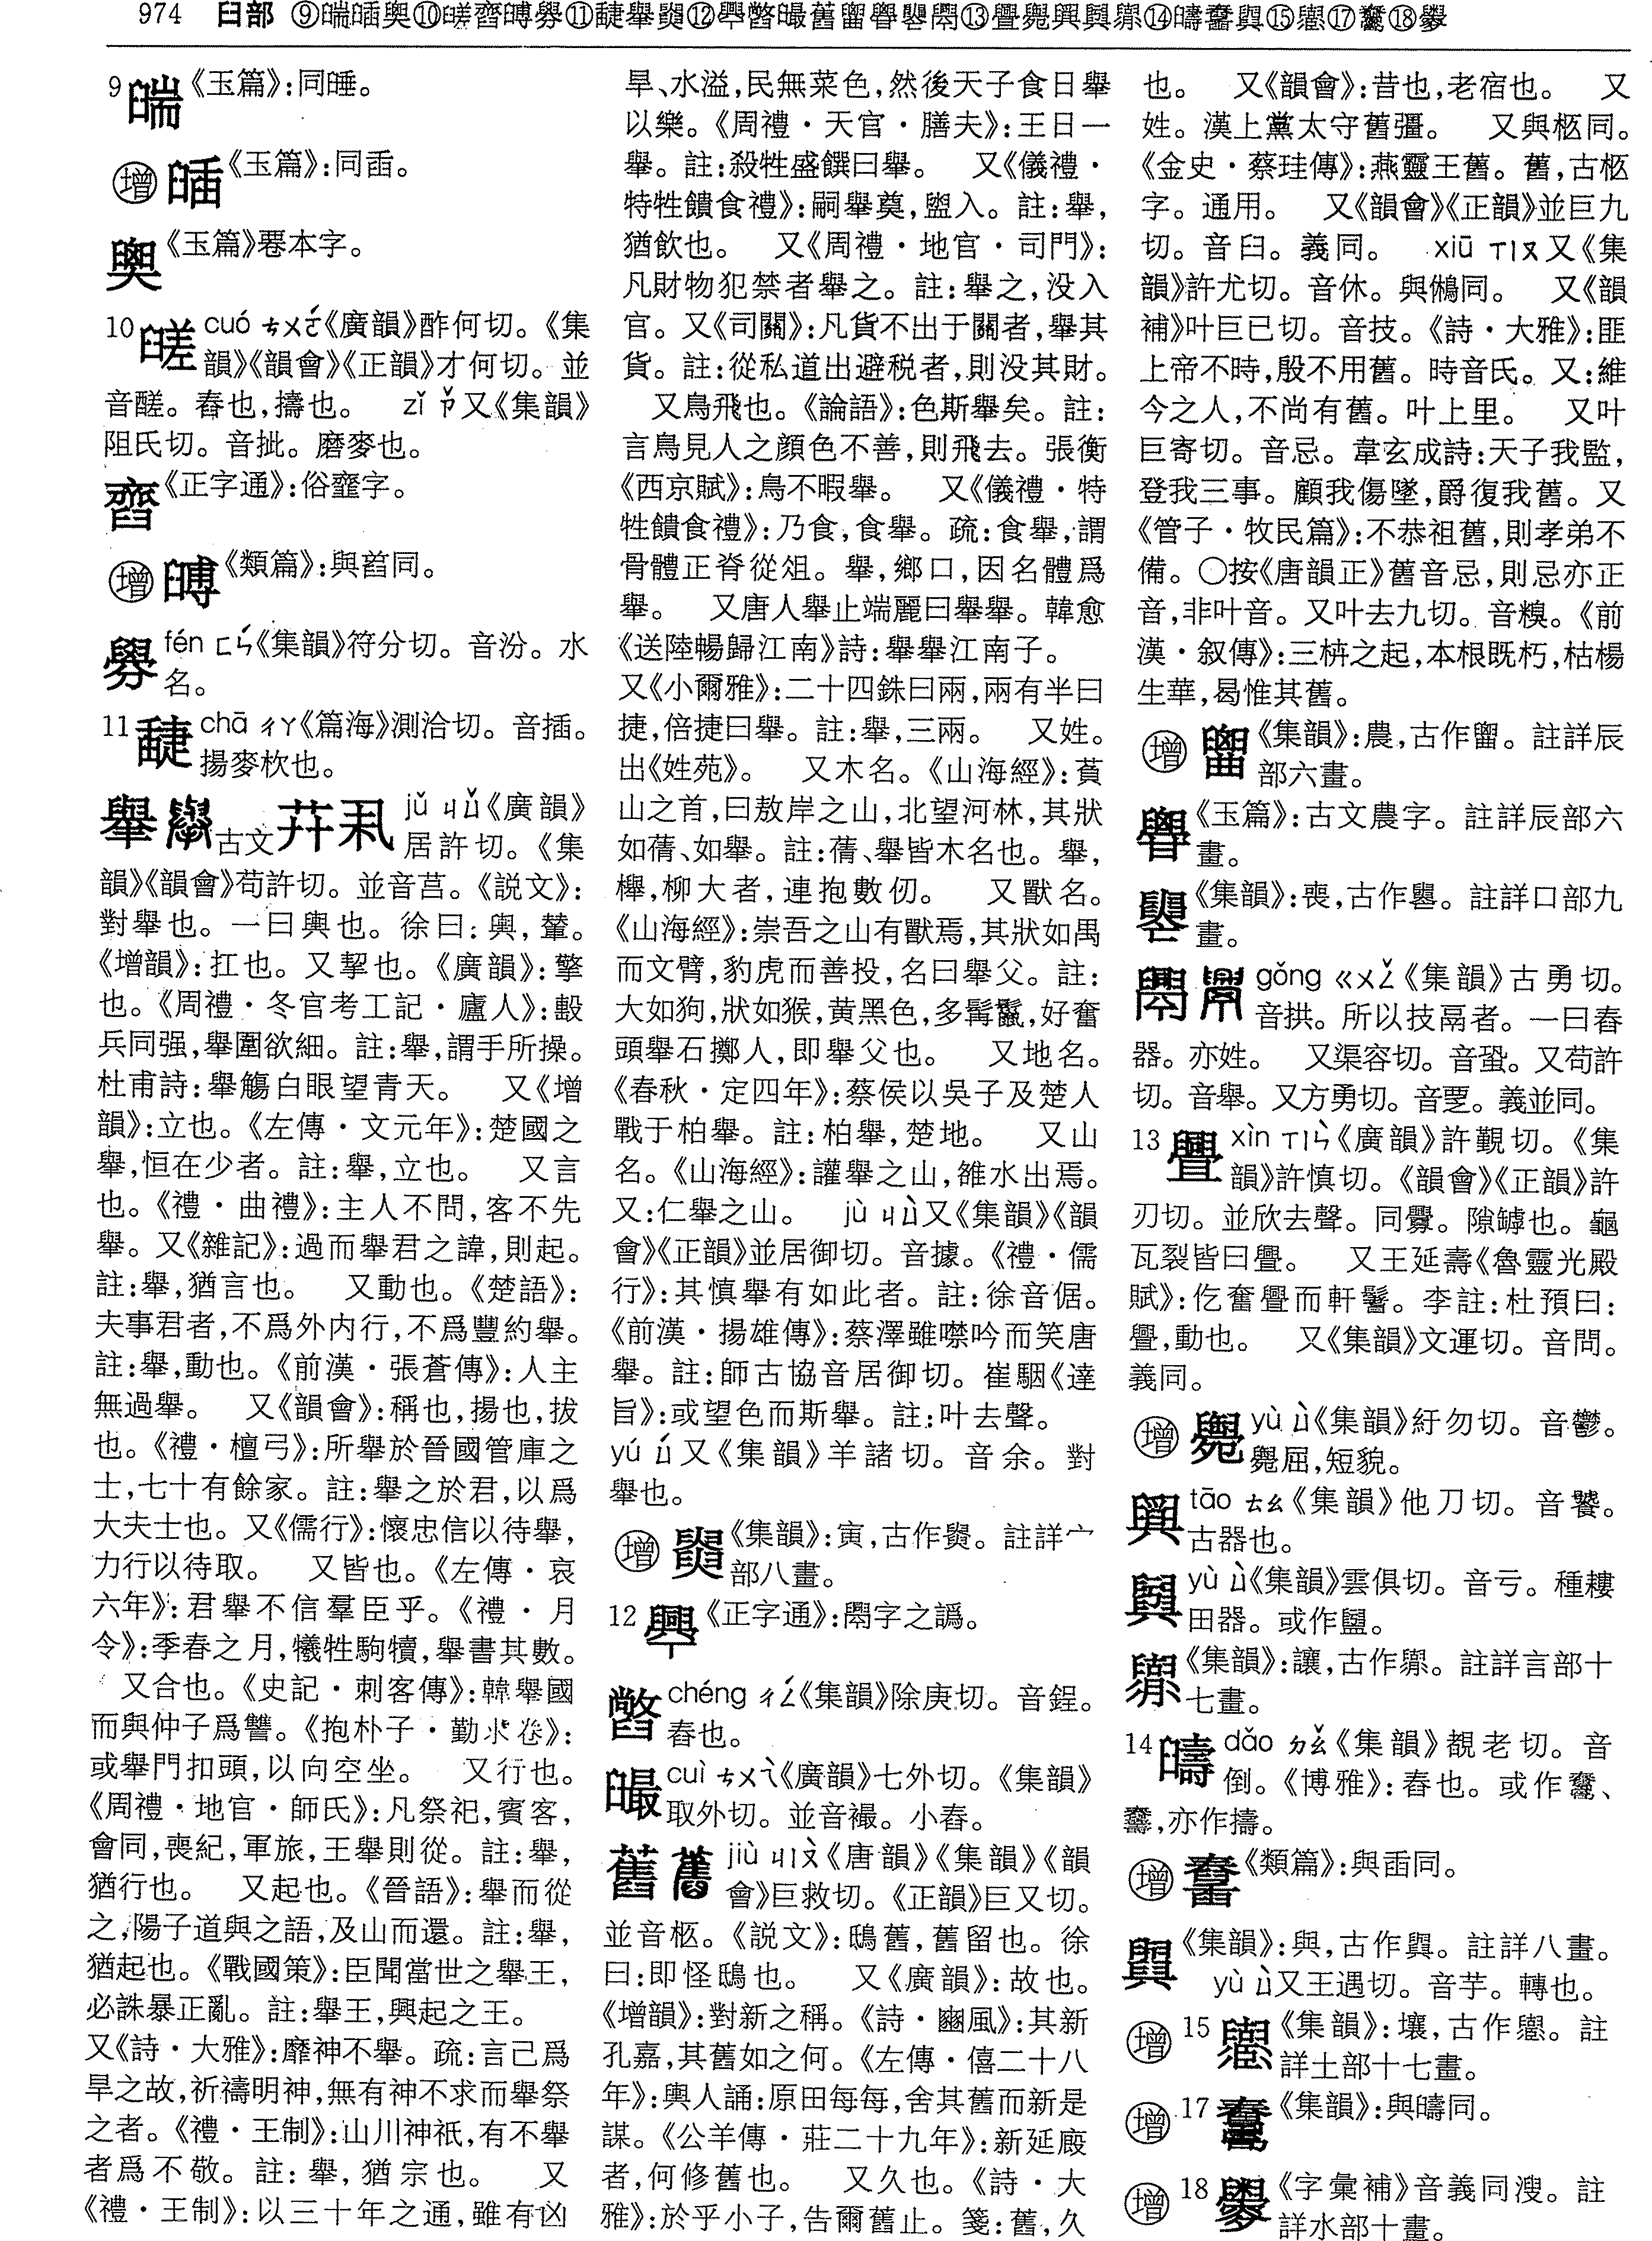 974 臼部
9 《玉篇》:同䐋。
增 《玉篇》:同臿。
《玉篇》䙴本字。
10 cuó ㄘㄨㄛˊ《廣韻》酢何切。《集
韻》《韻會》《正韻》才何切。並
音醝。舂也,擣也。 zǐ ㄗˇ又《集韻》
阻氏切。音批。磨麥也。
《正字通》:俗齏字。
增 《類篇》:與䑑同。
fén ㄈㄣˊ《集韻》符分切。音汾。水
名。
11 chā ㄔㄚ《篇海》測洽切。音插。
揚麥杴也。
舉 古文 jǔ ㄐㄩˇ《廣韻》
居許切。《集
韻》《韻會》苟許切。並音莒。《説文》:
對舉也。一曰輿也。徐曰:輿,輦。
《增韻》:扛也。又挈也。《廣韻》:擎
也。《周禮·冬官考工記·廬人》:毄
兵同强,舉圍欲細。註:舉,謂手所操。
杜甫詩:舉觴白眼望青天。 又《增
韻》:立也。《左傳·文元年》:楚國之
舉,恒在少者。註:舉,立也。 又言
也。《禮·曲禮》:主人不問,客不先
舉。又《雜記》:過而舉君之諱,則起。
註:舉,猶言也。 又動也。《楚語》:
夫事君者,不爲外内行,不爲豐約舉。
註:舉,動也。《前漢·張蒼傳》:人主
無過舉。 又《韻會》:稱也,揚也,拔
也。《禮·檀弓》:所舉於晉國管庫之
士,七十有餘家。註:舉之於君,以爲
大夫士也。又《儒行》:懷忠信以待舉,
力行以待取。 又皆也。《左傳·哀
六年》:君舉不信羣臣乎。《禮·月
令》:季春之月,犧牲駒犢,舉書其數。
又合也。《史記·刺客傳》:韓舉國
而與仲子爲讐。《抱朴子·勤求卷》:
或舉門扣頭,以向空坐。 又行也。
《周禮·地官·師氏》:凡祭祀,賓客,
會同,喪紀,軍旅,王舉則從。註:舉,
猶行也。 又起也。《晉語》:舉而從
之,陽子道與之語,及山而還。註:舉,
猶起也。《戰國策》:臣聞當世之舉王,
必誅暴正亂。註:舉王,興起之王。
又《詩·大雅》:靡神不舉。疏:言己爲
旱之故,祈禱明神,無有神不求而舉祭
之者。《禮·王制》:山川神祇,有不舉
者爲不敬。註:舉,猶宗也。 又
《禮·王制》:以三十年之通,雖有凶
旱、水溢,民無菜色,然後天子食日舉
以樂。《周禮·天官·膳夫》:王日一
舉。註:殺牲盛饌曰舉。 又《儀禮·
特牲饋食禮》:嗣舉奠,盥入。註:舉,
猶飲也。 又《周禮·地官·司門》:
凡財物犯禁者舉之。註:舉之,没入
官。又《司關》:凡貨不出于關者,舉其
貨。註:從私道出避税者,則没其財。
又鳥飛也。《論語》:色斯舉矣。註:
言鳥見人之顔色不善,則飛去。張衡
《西京賦》:鳥不暇舉。 又《儀禮·特
牲饋食禮》:乃食,食舉。疏:食舉,謂
骨體正脊從俎。舉,鄉口,因名體爲
舉。 又唐人舉止端麗曰舉舉。韓愈
《送陸暢歸江南》詩:舉舉江南子。
又《小爾雅》:二十四銖曰兩,兩有半曰
捷,倍捷曰舉。註:舉,三兩。 又姓。
出《姓苑》。 又木名。《山海經》:萯
山之首,曰敖岸之山,北望河林,其狀
如蒨、如舉。註:蒨、舉皆木名也。舉,
櫸,柳大者,連抱數仞。 又獸名。
《山海經》:崇吾之山有獸焉,其狀如禺
而文臂,豹虎而善投,名曰舉父。註:
大如狗,狀如猴,黄黑色,多髯鬣,好奮
頭舉石擲人,即舉父也。 又地名。
《春秋·定四年》:蔡侯以吳子及楚人
戰于柏舉。註:柏舉,楚地。 又山
名。《山海經》:讙舉之山,雒水出焉。
又:仁舉之山。 jù ㄐㄩˋ又《集韻》《韻
會》《正韻》並居御切。音據。《禮·儒
行》:其慎舉有如此者。註:徐音倨。
《前漢·揚雄傳》:蔡澤雖噤吟而笑唐
舉。註:師古協音居御切。崔駰《達
旨》:或望色而斯舉。註:叶去聲。
yú ㄩˊ又《集韻》羊諸切。音余。對
舉也。
增 《集韻》:寅,古作𡖐。註詳宀
部八畫。
12 《正字通》:䦰字之譌。
chéng ㄔㄥˊ《集韻》除庚切。音鋥。
舂也。
cuì ㄘㄨㄟˋ《廣韻》七外切。《集韻》
取外切。並音襊。小舂。
舊 jiù ㄐㄧㄡˋ《唐韻》《集韻》《韻
會》巨救切。《正韻》巨又切。
並音柩。《説文》:鴟舊,舊留也。徐
曰:即怪鴟也。 又《廣韻》:故也。
《增韻》:對新之稱。《詩·豳風》:其新
孔嘉,其舊如之何。《左傳·僖二十八
年》:輿人誦:原田每每,舍其舊而新是
謀。《公羊傳·莊二十九年》:新延廄
者,何修舊也。 又久也。《詩·大
雅》:於乎小子,告爾舊止。箋:舊,久
也。 又《韻會》:昔也,老宿也。 又
姓。漢上黨太守舊彊。 又與柩同。
《金史·蔡珪傳》:燕靈王舊。舊,古柩
字。通用。 又《韻會》《正韻》並巨九
切。音臼。義同。 xiū ㄒㄧㄡ又《集
韻》許尤切。音休。與鵂同。 又《韻
補》叶巨已切。音技。《詩·大雅》:匪
上帝不時,殷不用舊。時音氏。又:維
今之人,不尚有舊。叶上里。 又叶
巨寄切。音忌。韋玄成詩:天子我監,
登我三事。顧我傷墜,爵復我舊。又
《管子·牧民篇》:不恭祖舊,則孝弟不
備。〇按《唐韻正》舊音忌,則忌亦正
音,非叶音。又叶去九切。音糗。《前
漢·叙傳》:三枿之起,本根既朽,枯楊
生華,曷惟其舊。
增 《集韻》:農,古作𦥷。註詳辰
部六畫。
《玉篇》:古文農字。註詳辰部六
畫。
《集韻》:喪,古作𠸶。註詳口部九
畫。
gǒng ㄍㄨㄥˇ《集韻》古勇切。
音拱。所以技鬲者。一曰舂
器。亦姓。 又渠容切。音蛩。又苟許
切。音舉。又方勇切。音覂。義並同。
13 舋 xìn ㄒㄧㄣˋ《廣韻》許覲切。《集
韻》許慎切。《韻會》《正韻》許
刃切。並欣去聲。同釁。隙罅也。龜
瓦裂皆曰舋。 又王延壽《魯靈光殿
賦》:仡奮舋而軒鬐。李註:杜預曰:
舋,動也。 又《集韻》文運切。音問。
義同。
增 yù ㄩˋ《集韻》紆勿切。音鬱。
屈,短貌。
tāo ㄊㄠ《集韻》他刀切。音饕。
古器也。
yù ㄩˋ《集韻》雲俱切。音亏。種耬
田器。或作𥂸。
《集韻》:讓,古作。註詳言部十
七畫。
14 dǎo ㄉㄠˇ《集韻》覩老切。音
倒。《博雅》:舂也。或作、
,亦作擣。
增 《類篇》:與臿同。
《集韻》:與,古作。註詳八畫。
yù ㄩˋ又王遇切。音芋。轉也。
增 15 《集韻》:壤,古作。註
詳土部十七畫。
增 17 《集韻》:與同。
增 18 《字彙補》音義同溲。註
詳水部十畫。